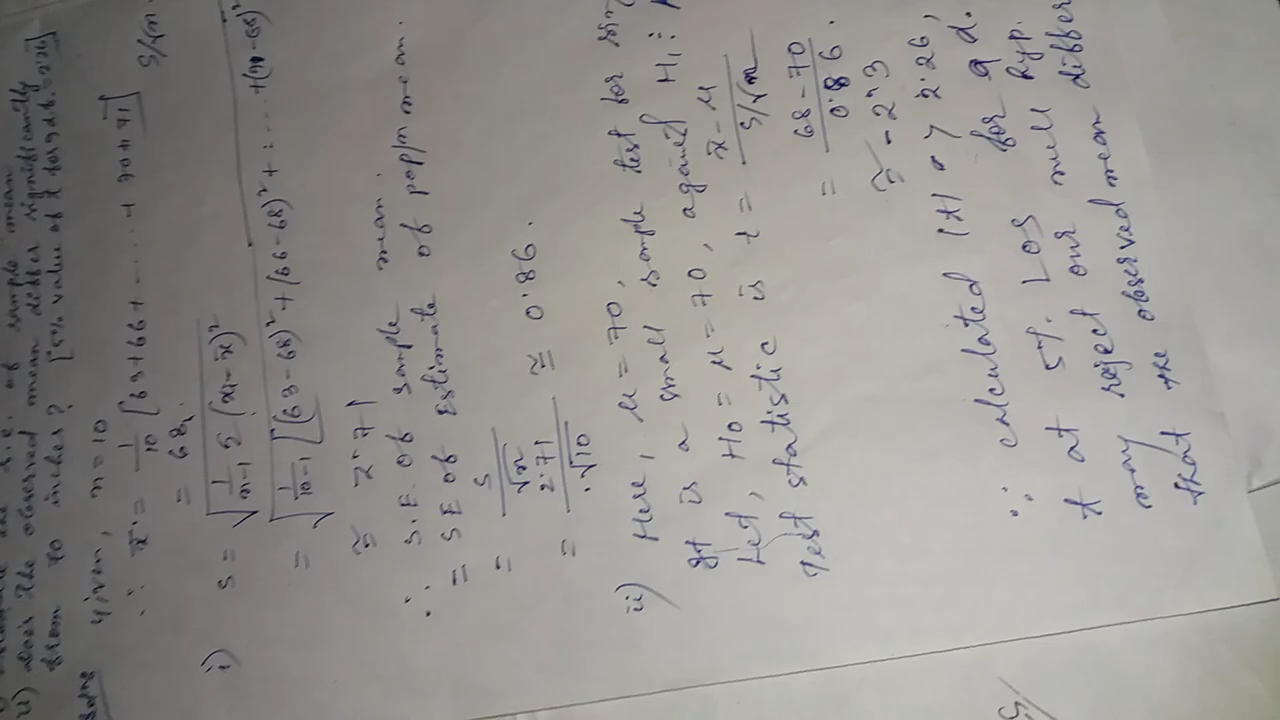 the S.E. of sample mean
ii) Does the observed mean differ significantly
from 70 inches? [5% value of t for 9 d.f. = 2.26]
Soln
Given, n = 10
∴ x̄ = 1/10 [63+66+ .... + 70+71]
S/√n.
= 68.
i) S = √(1/(n-1) Σ (xi - x̄)²)
= √(1/(10-1) [(63-68)² + (66-68)² + .... + (71-68)²
≅ 2.71
∴ S.E. of sample mean.
= SE of estimate of popln mean.
= S/√n
= 2.71/√10 ≅ 0.86.
ii) Here, μ = 70,
It is a small sample test for
Let, H0 = μ = 70, against H1:
Test statistic is t = (x̄ - μ)/(S/√n)
= (68 - 70)/0.86.
≅ - 2.3
∴ calculated |t| > 2.26,
t at 5% LOS for 9 d.
may reject our null hyp.
that the observed mean differ